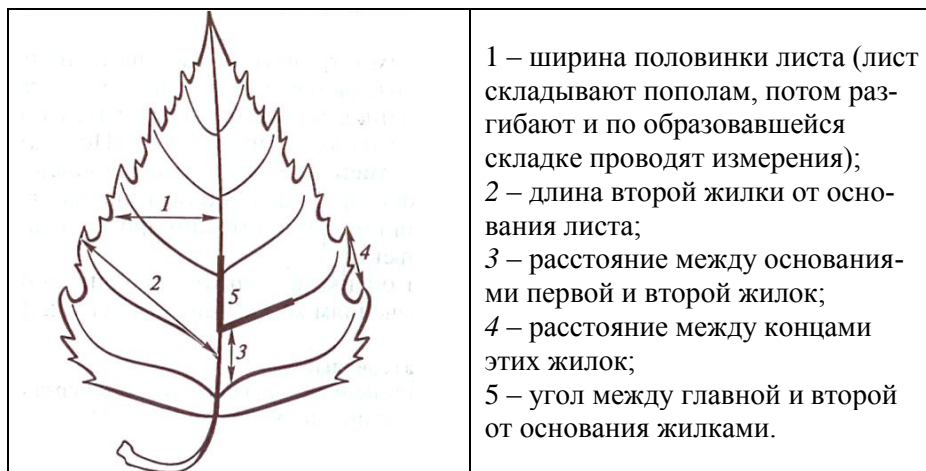 1 – ширина половинки листа (лист
складывают пополам, потом раз-
гибают и по образовавшейся
складке проводят измерения);
2 – длина второй жилки от осно-
вания листа;
3 – расстояние между основания-
ми первой и второй жилок;
4 – расстояние между концами
этих жилок;
5 – угол между главной и второй
от основания жилками.
1
2
3
4
5